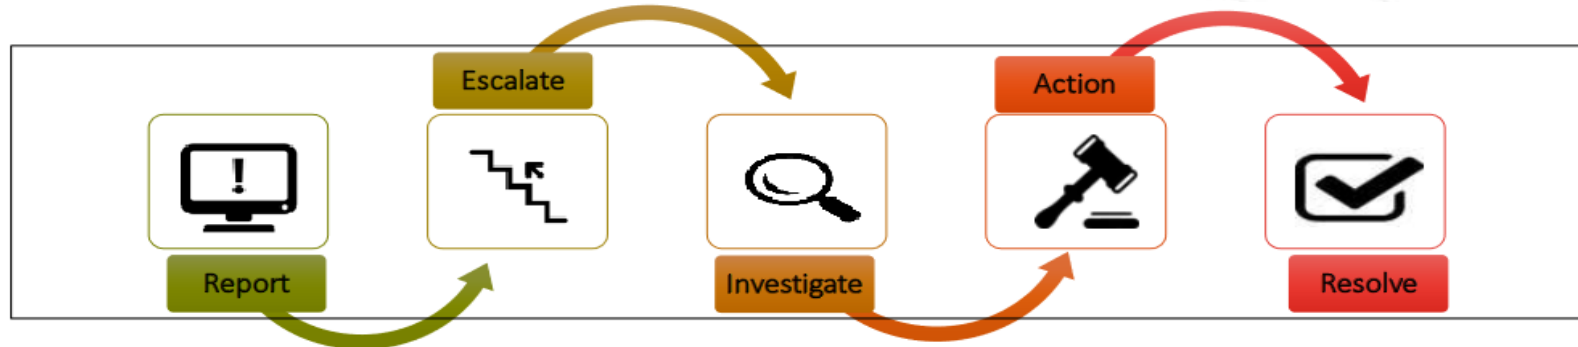 Report
Escalate
Investigate
Action
Resolve